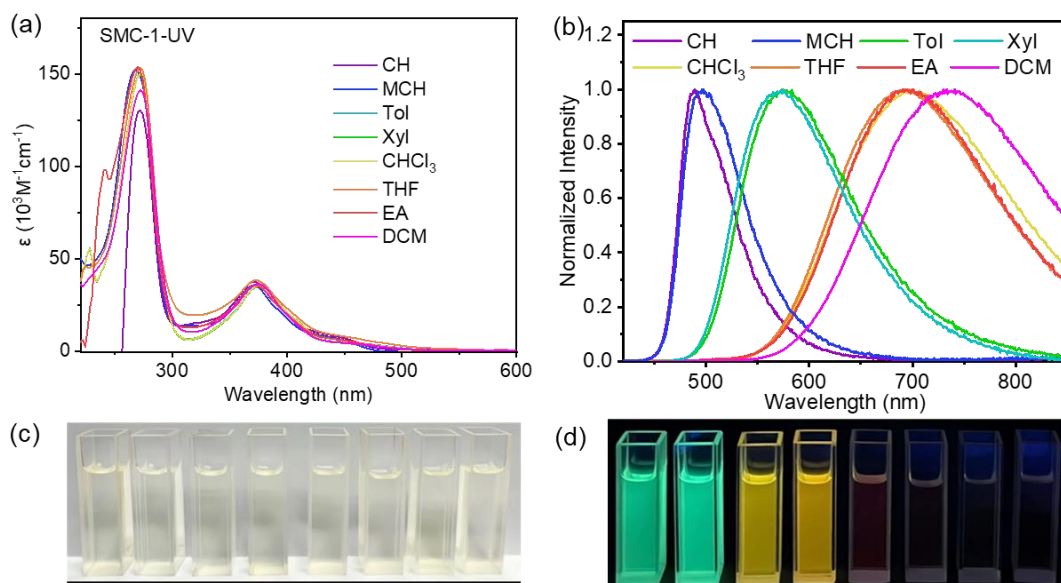 (a)
SMC-1-UV
ε (10³M⁻¹cm⁻¹)
150
100
50
0
300 400 500 600
Wavelength (nm)
CH
MCH
Tol
Xyl
CHCl₃
THF
EA
DCM
(b)
CH MCH Tol Xyl
CHCl₃ THF EA DCM
Normalized Intensity
1.2
1.0
0.8
0.6
0.4
0.2
0.0
500 600 700 800
Wavelength (nm)
(c)
(d)